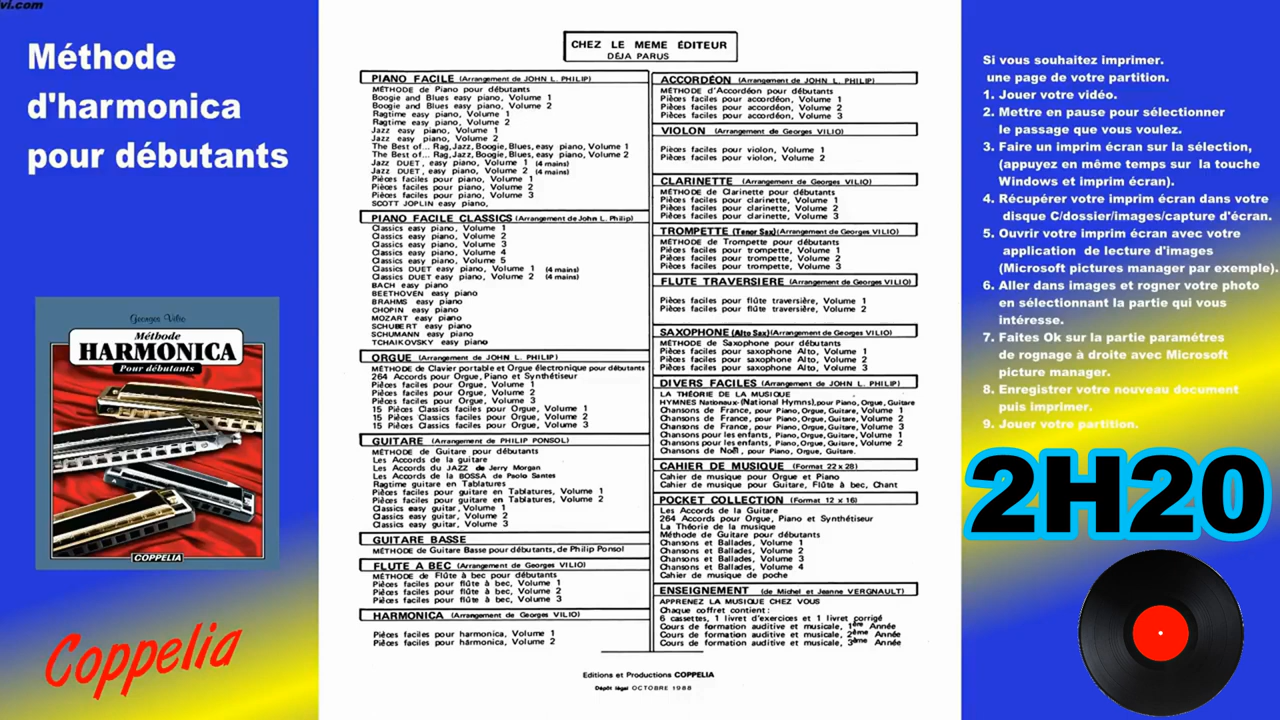 vi.com
Méthode
d'harmonica
pour débutants
Georges Vilio
Méthode
HARMONICA
Pour débutants
COPPELIA
Coppelia
CHEZ LE MEME ÉDITEUR
DÉJA PARUS
PIANO FACILE (Arrangement de JOHN L. PHILIP)
MÉTHODE de Piano pour débutants
Boogie and Blues easy piano, Volume 1
Boogie and Blues easy piano, Volume 2
Ragtime easy piano, Volume 1
Ragtime easy piano, Volume 2
Jazz easy piano, Volume 1
Jazz easy piano, Volume 2
The Best of... Rag, Jazz, Boogie, Blues, easy piano, Volume 1
The Best of... Rag, Jazz, Boogie, Blues, easy piano, Volume 2
Jazz DUET, easy piano, Volume 1 (4 mains)
Jazz DUET, easy piano, Volume 2 (4 mains)
Pièces faciles pour piano, Volume 1
Pièces faciles pour piano, Volume 2
Pièces faciles pour piano, Volume 3
SCOTT JOPLIN easy piano,
PIANO FACILE CLASSICS (Arrangement de John L. Philip)
Classics easy piano, Volume 1
Classics easy piano, Volume 2
Classics easy piano, Volume 3
Classics easy piano, Volume 4
Classics easy piano, Volume 5
Classics DUET easy piano, Volume 1 (4 mains)
Classics DUET easy piano, Volume 2 (4 mains)
BACH easy piano
BEETHOVEN easy piano
BRAHMS easy piano
CHOPIN easy piano
MOZART easy piano
SCHUBERT easy piano
SCHUMANN easy piano
TCHAIKOVSKY easy piano
ORGUE (Arrangement de JOHN L. PHILIP)
MÉTHODE de Clavier portable et Orgue électronique pour débutants
264 Accords pour Orgue, Piano et Synthétiseur
Pièces faciles pour Orgue, Volume 1
Pièces faciles pour Orgue, Volume 2
Pièces faciles pour Orgue, Volume 3
15 Pièces Classics faciles pour Orgue, Volume 1
15 Pièces Classics faciles pour Orgue, Volume 2
15 Pièces Classics faciles pour Orgue, Volume 3
GUITARE (Arrangement de PHILIP PONSOL)
MÉTHODE de Guitare pour débutants
Les Accords de la guitare
Les Accords du JAZZ de Jerry Morgan
Les Accords de la BOSSA de Paolo Santes
Ragtime guitare en Tablatures
Pièces faciles pour guitare en Tablatures, Volume 1
Pièces faciles pour guitare en Tablatures, Volume 2
Classics easy guitar, Volume 1
Classics easy guitar, Volume 2
Classics easy guitar, Volume 3
GUITARE BASSE
MÉTHODE de Guitare Basse pour débutants, de Philip Ponsol
FLUTE A BEC (Arrangement de Georges VILIO)
MÉTHODE de Flûte à bec pour débutants
Pièces faciles pour flûte à bec, Volume 1
Pièces faciles pour flûte à bec, Volume 2
Pièces faciles pour flûte à bec, Volume 3
HARMONICA (Arrangement de Georges VILIO)
Pièces faciles pour harmonica, Volume 1
Pièces faciles pour harmonica, Volume 2
ACCORDÉON (Arrangement de JOHN L. PHILIP)
MÉTHODE d'Accordéon pour débutants
Pièces faciles pour accordéon, Volume 1
Pièces faciles pour accordéon, Volume 2
Pièces faciles pour accordéon, Volume 3
VIOLON (Arrangement de Georges VILIO)
Pièces faciles pour violon, Volume 1
Pièces faciles pour violon, Volume 2
CLARINETTE (Arrangement de Georges VILIO)
MÉTHODE de Clarinette pour débutants
Pièces faciles pour clarinette, Volume 1
Pièces faciles pour clarinette, Volume 2
Pièces faciles pour clarinette, Volume 3
TROMPETTE (Tenor Sax) (Arrangement de Georges VILIO)
MÉTHODE de Trompette pour débutants
Pièces faciles pour trompette, Volume 1
Pièces faciles pour trompette, Volume 2
Pièces faciles pour trompette, Volume 3
FLUTE TRAVERSIERE (Arrangement de Georges VILIO)
Pièces faciles pour flûte traversière, Volume 1
Pièces faciles pour flûte traversière, Volume 2
SAXOPHONE (Alto Sax) (Arrangement de Georges VILIO)
MÉTHODE de Saxophone pour débutants
Pièces faciles pour saxophone Alto, Volume 1
Pièces faciles pour saxophone Alto, Volume 2
Pièces faciles pour saxophone Alto, Volume 3
DIVERS FACILES (Arrangement de JOHN L. PHILIP)
LA THÉORIE DE LA MUSIQUE
HYMNES Nationaux (National Hymns), pour Piano, Orgue, Guitare
Chansons de France, pour Piano, Orgue, Guitare, Volume 1
Chansons de France, pour Piano, Orgue, Guitare, Volume 2
Chansons de France, pour Piano, Orgue, Guitare, Volume 3
Chansons pour les enfants, Piano, Orgue, Guitare, Volume 1
Chansons pour les enfants, Piano, Orgue, Guitare, Volume 2
Chansons de Noël, pour Piano, Orgue, Guitare.
CAHIER DE MUSIQUE (Format 22 x 28)
Cahier de musique pour Orgue et Piano
Cahier de musique pour Guitare, Flûte à bec, Chant
POCKET COLLECTION (Format 12 x 16)
Les Accords de la Guitare
264 Accords pour Orgue, Piano et Synthétiseur
La Théorie de la musique
Méthode de Guitare pour débutants
Chansons et Ballades, Volume 1
Chansons et Ballades, Volume 2
Chansons et Ballades, Volume 3
Chansons et Ballades, Volume 4
Cahier de musique de poche
ENSEIGNEMENT (de Michel et Jeanne VERGNAULT)
APPRENEZ LA MUSIQUE CHEZ VOUS
Chaque coffret contient :
6 cassettes, 1 livret d'exercices et 1 livret corrigé
Cours de formation auditive et musicale, 1ère Année
Cours de formation auditive et musicale, 2ème Année
Cours de formation auditive et musicale, 3ème Année
Editions et Productions COPPELIA
Dépôt légal OCTOBRE 1988
Si vous souhaitez imprimer.
une page de votre partition.
1. Jouer votre vidéo.
2. Mettre en pause pour sélectionner
le passage que vous voulez.
3. Faire un imprim écran sur la sélection,
(appuyez en même temps sur la touche
Windows et imprim écran).
4. Récupérer votre imprim écran dans votre
disque C/dossier/images/capture d'écran.
5. Ouvrir votre imprim écran avec votre
application de lecture d'images
(Microsoft pictures manager par exemple).
6. Aller dans images et rogner votre photo
en sélectionnant la partie qui vous
intéresse.
7. Faites Ok sur la partie paramétres
de rognage à droite avec Microsoft
picture manager.
8. Enregistrer votre nouveau document
puis imprimer.
9. Jouer votre partition.
2H20